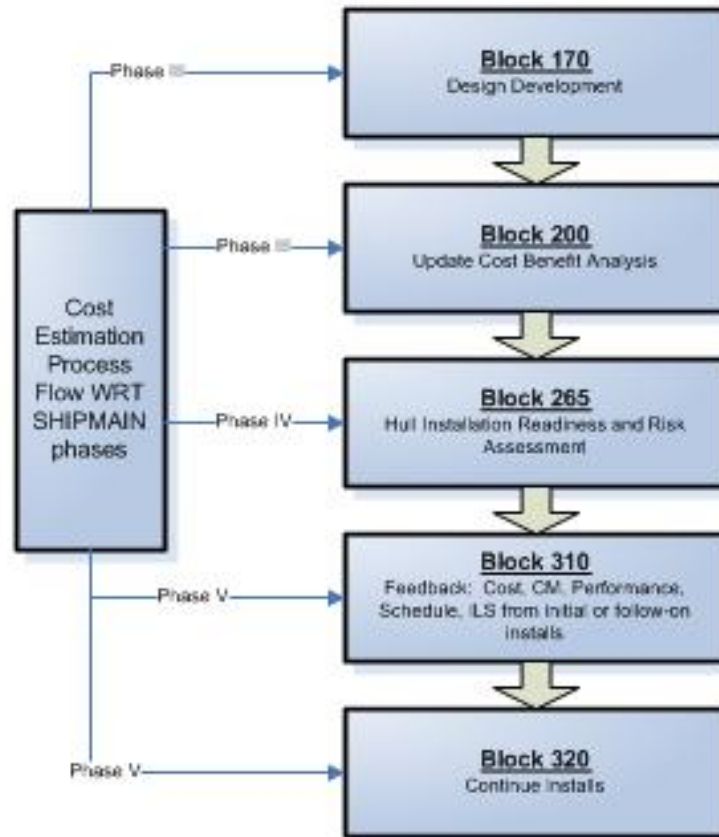 Phase
Block 170
Design Development
Phase
Block 200
Update Cost Benefit Analysis
Cost
Estimation
Process
Flow WRT
SHIPMAIN
phases
Phase IV
Block 265
Hull Installation Readiness and Risk
Assessment
Phase V
Block 310
Feedback: Cost, CM, Performance,
Schedule, ILS from initial or follow-on
installs
Phase V
Block 320
Continue Installs